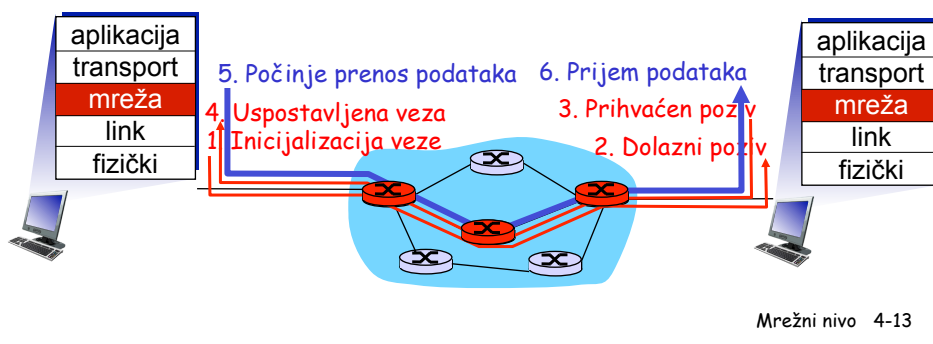 aplikacija
transport
mreža
link
fizički
5. Počinje prenos podataka
4. Uspostavljena veza
1. Inicijalizacija veze
6. Prijem podataka
3. Prihvaćen poziv
2. Dolazni poziv
aplikacija
transport
mreža
link
fizički
Mrežni nivo 4-13